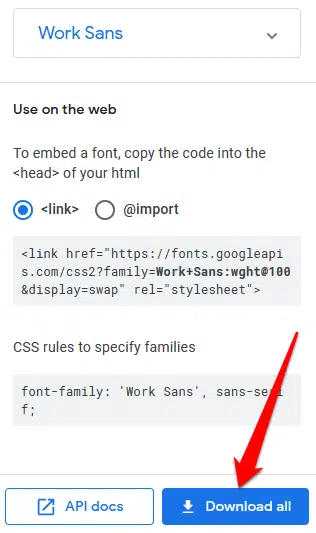 Work Sans
Use on the web
To embed a font, copy the code into the
<head> of your html
<link>
@import
<link href="https://fonts.googleapi
s.com/css2?family=Work+Sans:wght@100
&display=swap" rel="stylesheet">
CSS rules to specify families
font-family: 'Work Sans', sans-seri
f;
API docs
Download all